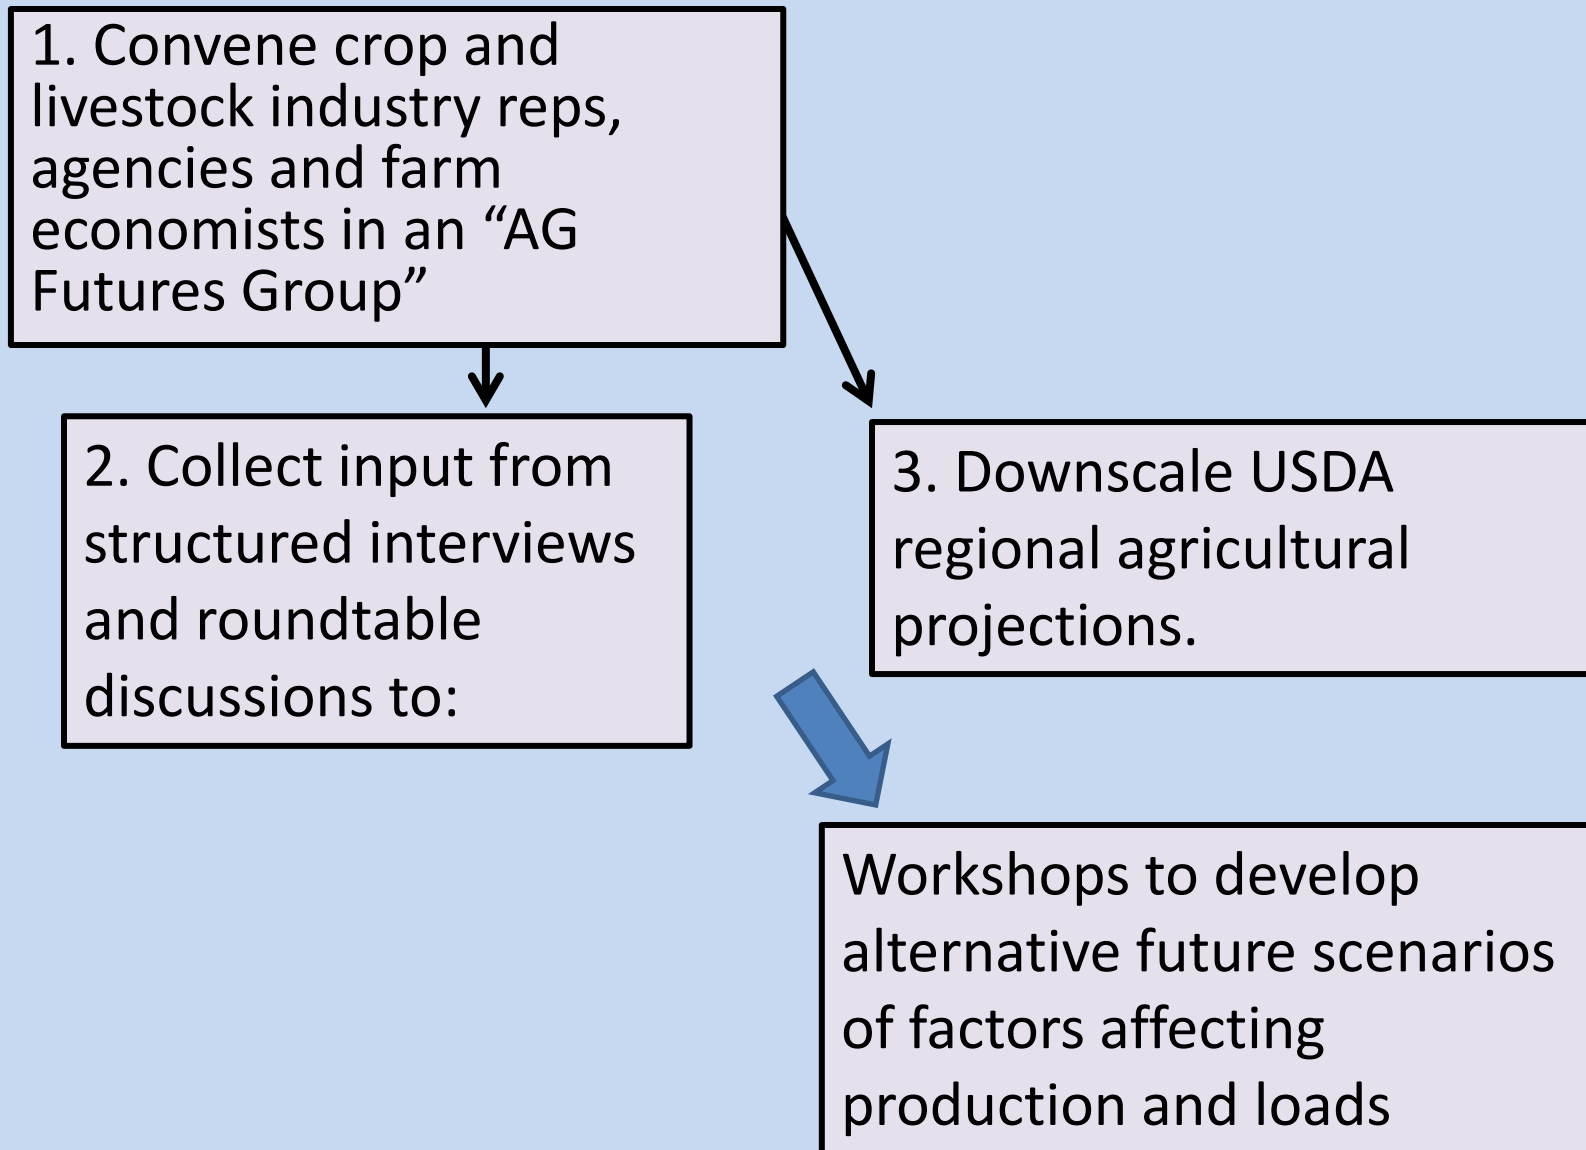 1. Convene crop and
livestock industry reps,
agencies and farm
economists in an “AG
Futures Group”
2. Collect input from
structured interviews
and roundtable
discussions to:
3. Downscale USDA
regional agricultural
projections.
Workshops to develop
alternative future scenarios
of factors affecting
production and loads